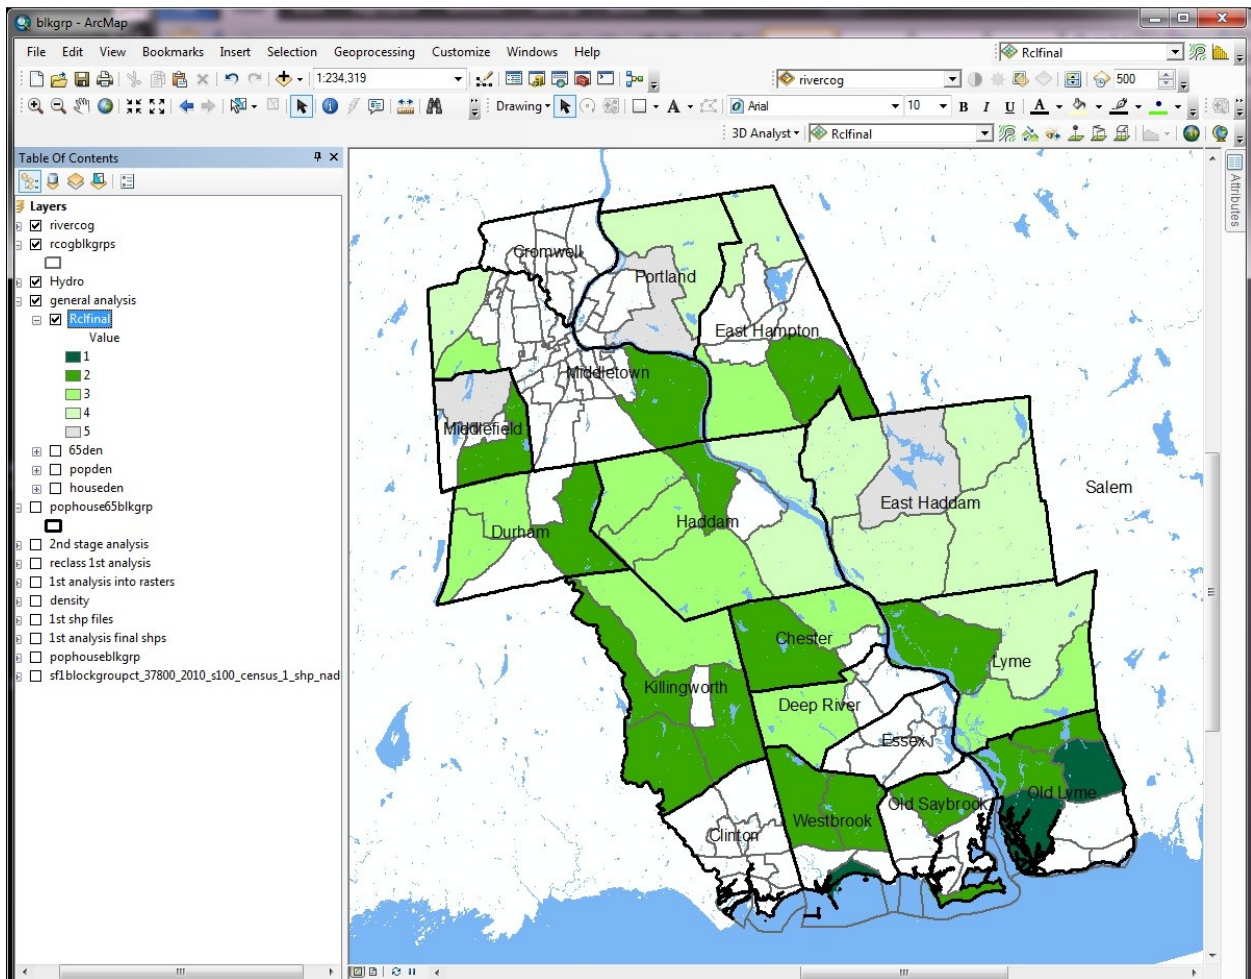 blkgrp - ArcMap
File Edit View Bookmarks Insert Selection Geoprocessing Customize Windows Help
Rclfinal
1:234,319
rivercog
500
Drawing
Arial
10
B I U A
3D Analyst
Rclfinal
Table Of Contents
Layers
rivercog
rcogblkgrps
Hydro
general analysis
Rclfinal
Value
1
2
3
4
5
65den
popden
houseden
pophouse65blkgrp
2nd stage analysis
reclass 1st analysis
1st analysis into rasters
density
1st shp files
1st analysis final shps
pophouseblkgrp
sf1blockgroupct_37800_2010_s100_census_1_shp_nad
Attributes
Cromwell
Portland
East Hampton
Middletown
Middlefield
Salem
East Haddam
Haddam
Durham
Chester
Lyme
Killingworth
Deep River
Essex
Old Lyme
Old Saybrook
Westbrook
Clinton